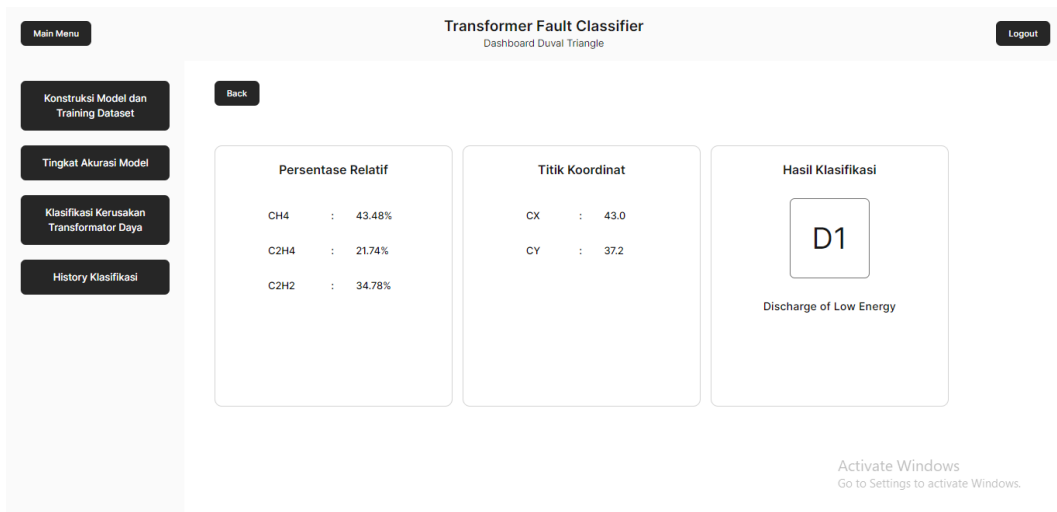 Main Menu
Transformer Fault Classifier
Dashboard Duval Triangle
Logout
Konstruksi Model dan
Training Dataset
Tingkat Akurasi Model
Klasifikasi Kerusakan
Transformator Daya
History Klasifikasi
Back
Persentase Relatif
CH4 : 43.48%
C2H4 : 21.74%
C2H2 : 34.78%
Titik Koordinat
CX : 43.0
CY : 37.2
Hasil Klasifikasi
D1
Discharge of Low Energy
Activate Windows
Go to Settings to activate Windows.